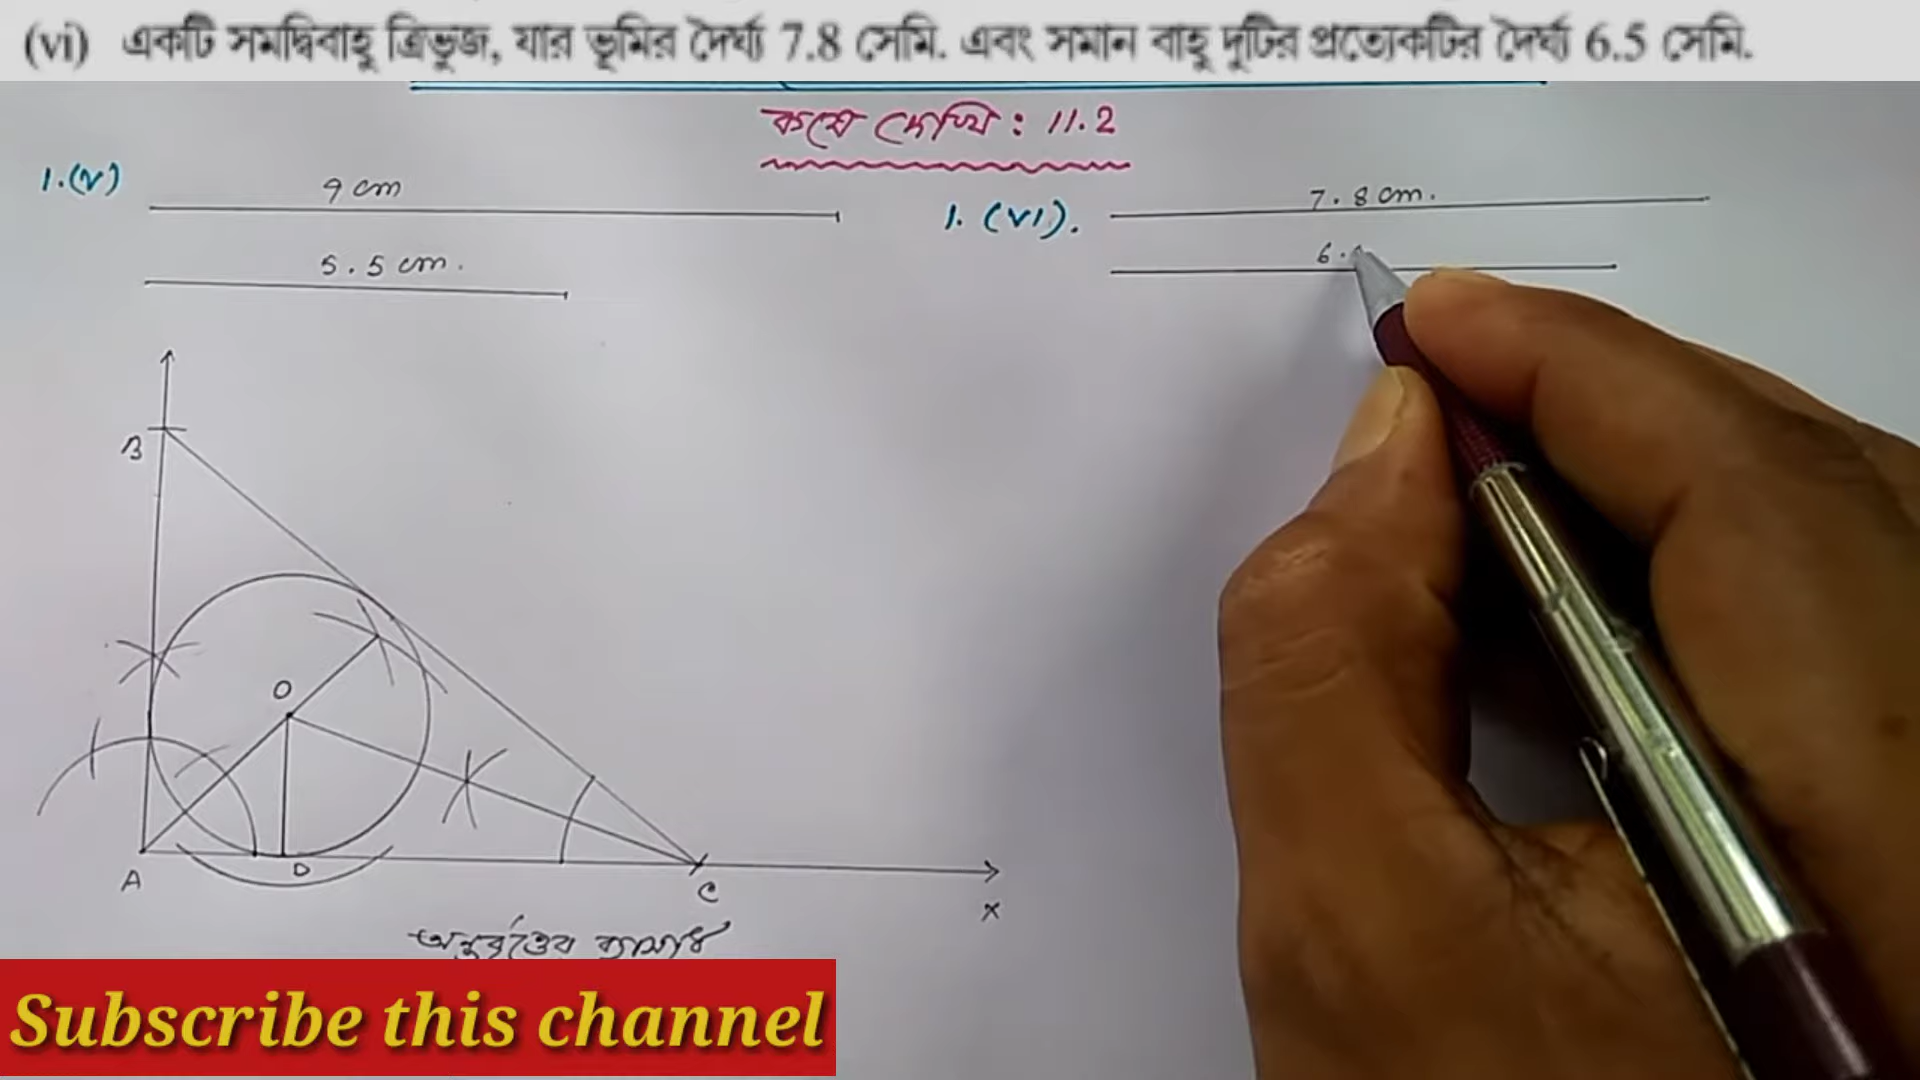 (vi) একটি সমদ্বিবাহু ত্রিভুজ, যার ভূমির দৈর্ঘ্য 7.8 সেমি. এবং সমান বাহু দুটির প্রত্যেকটির দৈর্ঘ্য 6.5 সেমি.
কষে দেখি : 11.2
1.(v)
9 cm
5.5 cm.
1. (vi).
7.8 cm.
6.
B
O
A
D
C
x
অন্তর্বৃত্তের ব্যাসার্ধ
Subscribe this channel